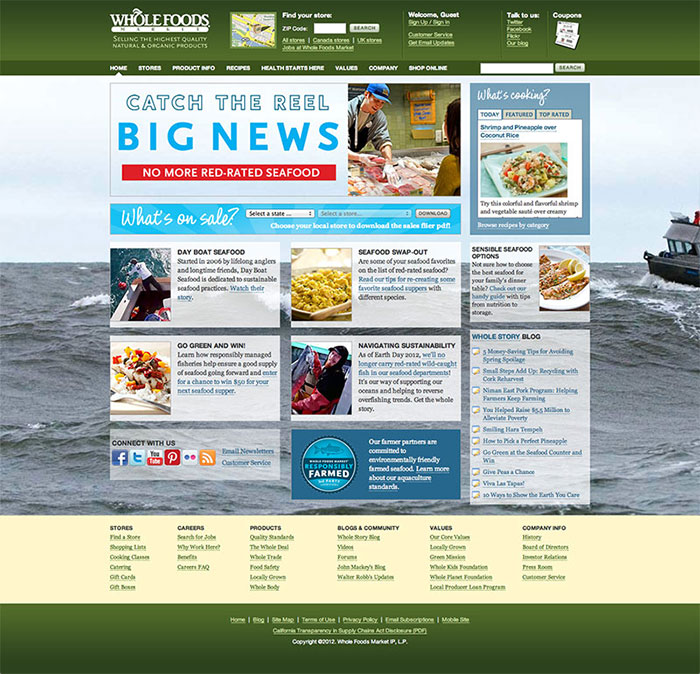 WHOLE FOODS
MARKET
SELLING THE HIGHEST QUALITY
NATURAL & ORGANIC PRODUCTS
Find your store:
ZIP Code: SEARCH
All stores | Canada stores | UK stores
Jobs at Whole Foods Market
Welcome, Guest
Sign Up / Sign In
Customer Service
Get Email Updates
Talk to us:
Twitter
Facebook
Flickr
Our blog
Coupons
HOME STORES PRODUCT INFO RECIPES HEALTH STARTS HERE VALUES COMPANY SHOP ONLINE
SEARCH
CATCH THE REEL
BIG NEWS
NO MORE RED-RATED SEAFOOD
What's on sale?
Select a state ...
Select a store...
DOWNLOAD
Choose your local store to download the sales flier pdf!
What's cooking?
TODAY FEATURED TOP RATED
Shrimp and Pineapple over
Coconut Rice
Try this colorful and flavorful shrimp
and vegetable sauté over creamy
Browse recipes by category
DAY BOAT SEAFOOD
Started in 2006 by lifelong anglers
and longtime friends, Day Boat
Seafood is dedicated to sustainable
seafood practices. Watch their
story.
SEAFOOD SWAP-OUT
Are some of your seafood favorites
on the list of red-rated seafood?
Read our tips for re-creating some
favorite seafood suppers with
different species.
SENSIBLE SEAFOOD
OPTIONS
Not sure how to choose
the best seafood for
your family's dinner
table? Check out our
handy guide with tips
from nutrition to
storage.
GO GREEN AND WIN!
Learn how responsibly managed
fisheries help ensure a good supply
of seafood going forward and enter
for a chance to win $50 for your
next seafood supper.
NAVIGATING SUSTAINABILITY
As of Earth Day 2012, we'll no
longer carry red-rated wild-caught
fish in our seafood departments!
It's our way of supporting our
oceans and helping to reverse
overfishing trends. Get the whole
story.
WHOLE STORY BLOG
5 Money-Saving Tips for Avoiding
Spring Spoilage
Small Steps Add Up: Recycling with
Cork ReHarvest
Niman East Pork Program: Helping
Farmers Keep Farming
You Helped Raise $5.5 Million to
Alleviate Poverty
Smiling Hara Tempeh
How to Pick a Perfect Pineapple
Go Green at the Seafood Counter and
Win
Give Peas a Chance
Viva Las Tapas!
10 Ways to Show the Earth You Care
CONNECT WITH US
You
Tube
Email Newsletters
Customer Service
WHOLE FOODS MARKET
RESPONSIBLY
FARMED
Our farmer partners are
committed to
environmentally friendly
farmed seafood. Learn more
about our aquaculture
standards.
STORES
Find a Store
Shopping Lists
Cooking Classes
Catering
Gift Cards
Gift Boxes
CAREERS
Search for Jobs
Why Work Here?
Benefits
Careers FAQ
PRODUCTS
Quality Standards
The Whole Deal
Whole Trade
Food Safety
Locally Grown
Whole Body
BLOGS & COMMUNITY
Whole Story Blog
Videos
Forums
John Mackey's Blog
Walter Robb's Updates
VALUES
Our Core Values
Locally Grown
Green Mission
Whole Kids Foundation
Whole Planet Foundation
Local Producer Loan Program
COMPANY INFO
History
Board of Directors
Investor Relations
Press Room
Customer Service
Home | Blog | Site Map | Terms of Use | Privacy Policy | Email Subscriptions | Mobile Site
California Transparency in Supply Chains Act Disclosure (PDF)
Copyright ©2012. Whole Foods Market IP, L.P.